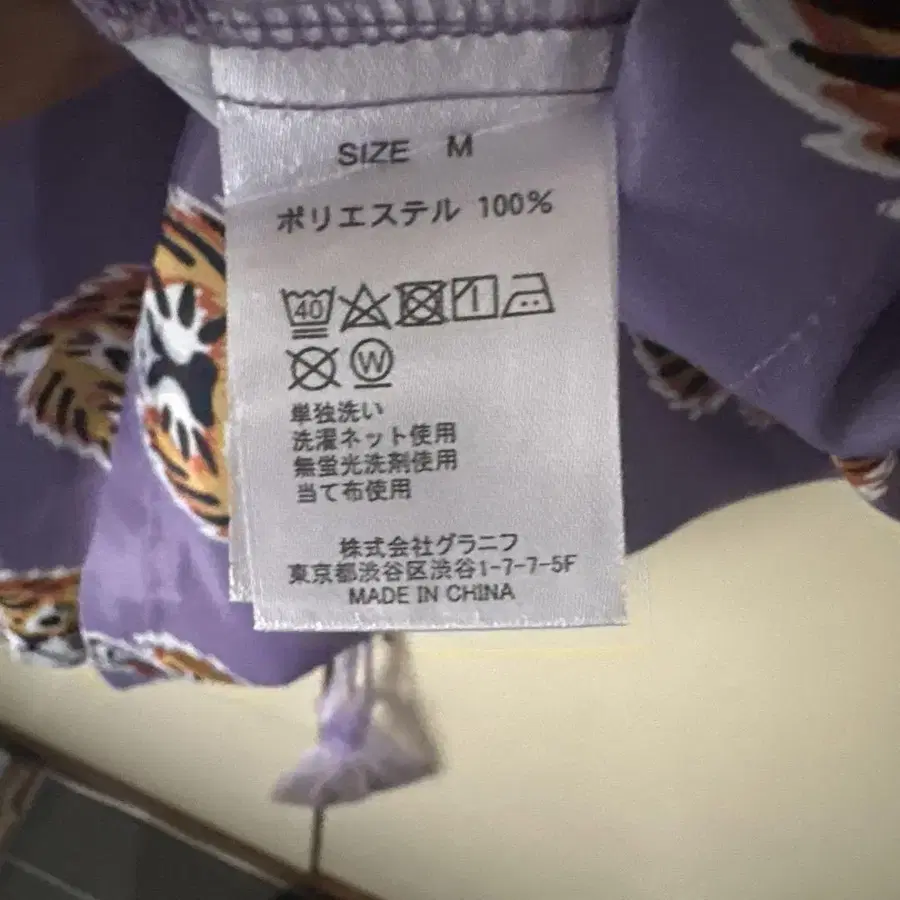 SIZE M
ポリエステル 100%
40
W
単独洗い
洗濯ネット使用
無蛍光洗剤使用
当て布使用
株式会社グラニフ
東京都渋谷区渋谷1-7-7-5F
MADE IN CHINA